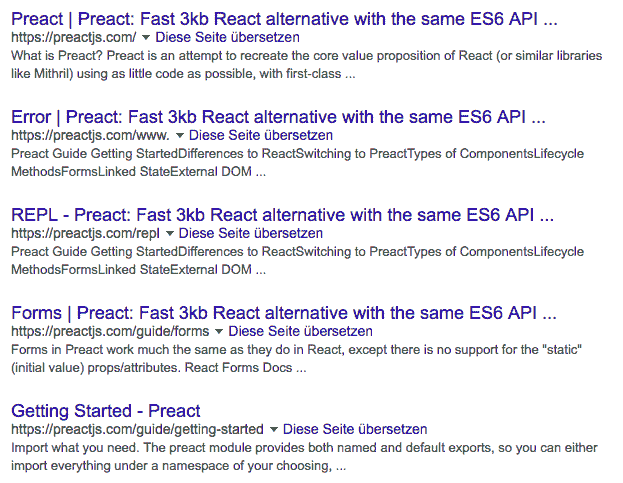 Preact | Preact: Fast 3kb React alternative with the same ES6 API ...
https://preactjs.com/ Diese Seite übersetzen
What is Preact? Preact is an attempt to recreate the core value proposition of React (or similar libraries
like Mithril) using as little code as possible, with first-class ...
Error | Preact: Fast 3kb React alternative with the same ES6 API ...
https://preactjs.com/www. Diese Seite übersetzen
Preact Guide Getting StartedDifferences to ReactSwitching to PreactTypes of ComponentsLifecycle
MethodsFormsLinked StateExternal DOM ...
REPL - Preact: Fast 3kb React alternative with the same ES6 API ...
https://preactjs.com/repl Diese Seite übersetzen
Preact Guide Getting StartedDifferences to ReactSwitching to PreactTypes of ComponentsLifecycle
MethodsFormsLinked StateExternal DOM ...
Forms | Preact: Fast 3kb React alternative with the same ES6 API ...
https://preactjs.com/guide/forms Diese Seite übersetzen
Forms in Preact work much the same as they do in React, except there is no support for the "static"
(initial value) props/attributes. React Forms Docs ...
Getting Started - Preact
https://preactjs.com/guide/getting-started Diese Seite übersetzen
Import what you need. The preact module provides both named and default exports, so you can either
import everything under a namespace of your choosing, ...